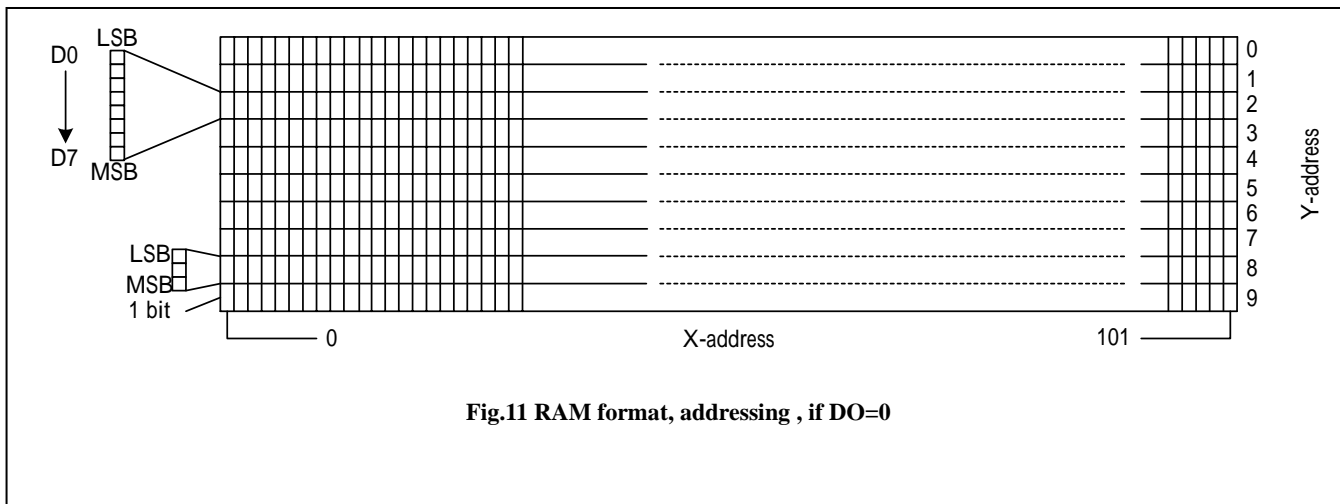 LSB
D0
D7
MSB
LSB
MSB
1 bit
0
1
2
3
4
5
6
7
8
9
Y-address
0 X-address 101
Fig.11 RAM format, addressing , if DO=0